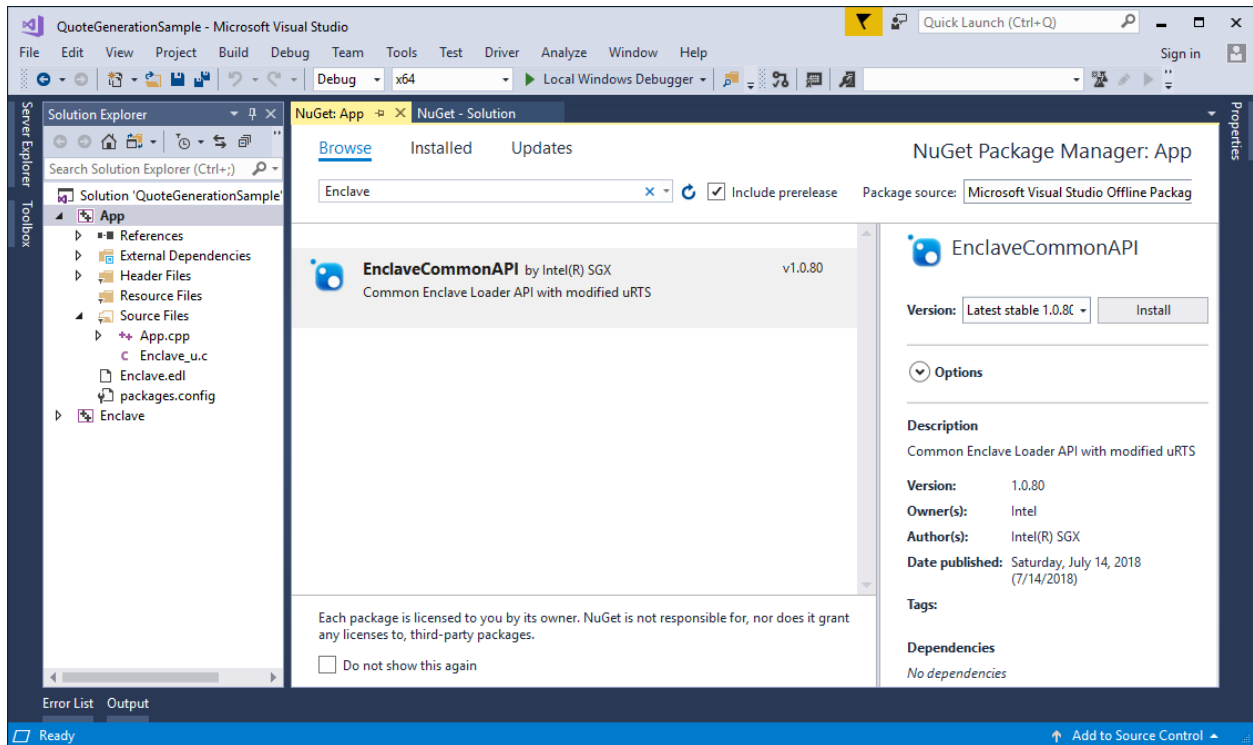 QuoteGenerationSample - Microsoft Visual Studio
Quick Launch (Ctrl+Q)
File Edit View Project Build Debug Team Tools Test Driver Analyze Window Help
Sign in
Debug x64 Local Windows Debugger
Server Explorer
Toolbox
Solution Explorer
Search Solution Explorer (Ctrl+;)
Solution 'QuoteGenerationSample'
App
References
External Dependencies
Header Files
Resource Files
Source Files
App.cpp
Enclave_u.c
Enclave.edl
packages.config
Enclave
NuGet: App
NuGet - Solution
Browse Installed Updates
NuGet Package Manager: App
Enclave
Include prerelease
Package source: Microsoft Visual Studio Offline Packag
EnclaveCommonAPI by Intel(R) SGX v1.0.80
Common Enclave Loader API with modified uRTS
Each package is licensed to you by its owner. NuGet is not responsible for, nor does it grant
any licenses to, third-party packages.
Do not show this again
EnclaveCommonAPI
Version: Latest stable 1.0.8( Install
Options
Description
Common Enclave Loader API with modified uRTS
Version: 1.0.80
Owner(s): Intel
Author(s): Intel(R) SGX
Date published: Saturday, July 14, 2018
(7/14/2018)
Tags:
Dependencies
No dependencies
Properties
Error List Output
Ready
Add to Source Control